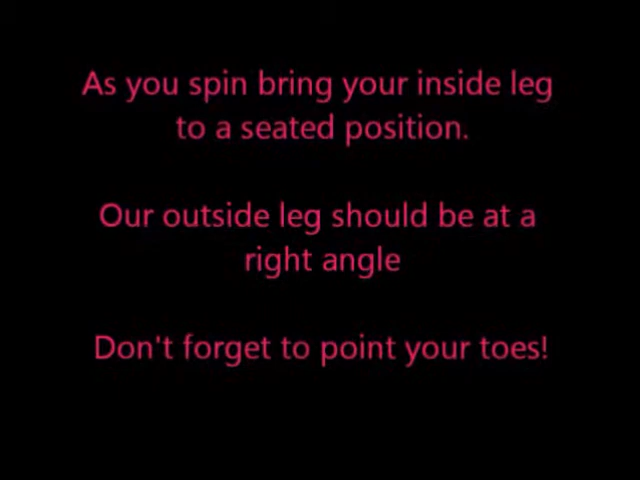 As you spin bring your inside leg
to a seated position.
Our outside leg should be at a
right angle
Don't forget to point your toes!